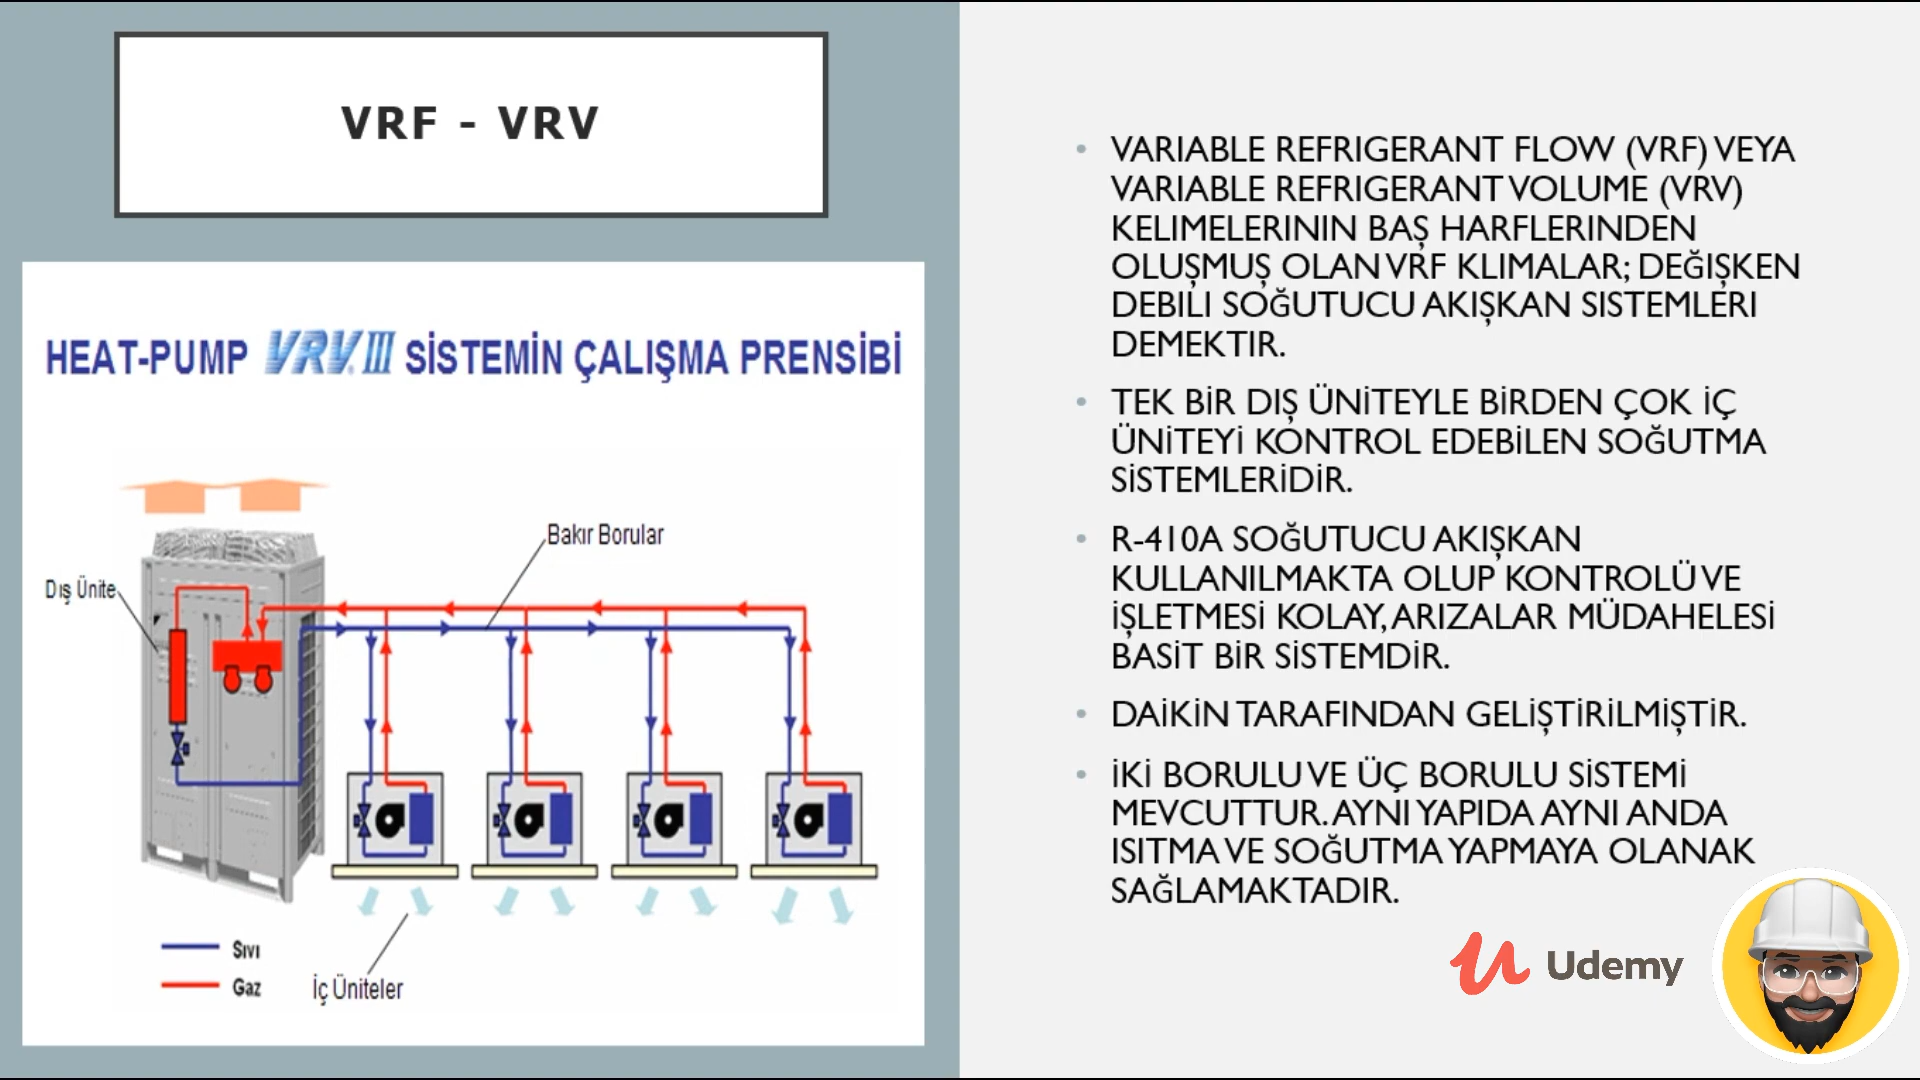 VRF - VRV
HEAT-PUMP VRV III SİSTEMİN ÇALIŞMA PRENSİBİ
Bakır Borular
Dış Ünite
Sıvı
Gaz
İç Üniteler
• VARIABLE REFRIGERANT FLOW (VRF) VEYA
VARIABLE REFRIGERANT VOLUME (VRV)
KELIMELERININ BAŞ HARFLERINDEN
OLUŞMUŞ OLAN VRF KLIMALAR; DEĞIŞKEN
DEBILI SOĞUTUCU AKIŞKAN SISTEMLERI
DEMEKTIR.
• TEK BİR DIŞ ÜNİTEYLE BİRDEN ÇOK İÇ
ÜNİTEYİ KONTROL EDEBİLEN SOĞUTMA
SİSTEMLERİDİR.
• R-410A SOĞUTUCU AKIŞKAN
KULLANILMAKTA OLUP KONTROLÜ VE
İŞLETMESİ KOLAY, ARIZALAR MÜDAHELESİ
BASİT BİR SİSTEMDİR.
• DAİKİN TARAFINDAN GELİŞTİRİLMİŞTİR.
• İKİ BORULU VE ÜÇ BORULU SİSTEMİ
MEVCUTTUR. AYNI YAPIDA AYNI ANDA
ISITMA VE SOĞUTMA YAPMAYA OLANAK
SAĞLAMAKTADIR.
Udemy